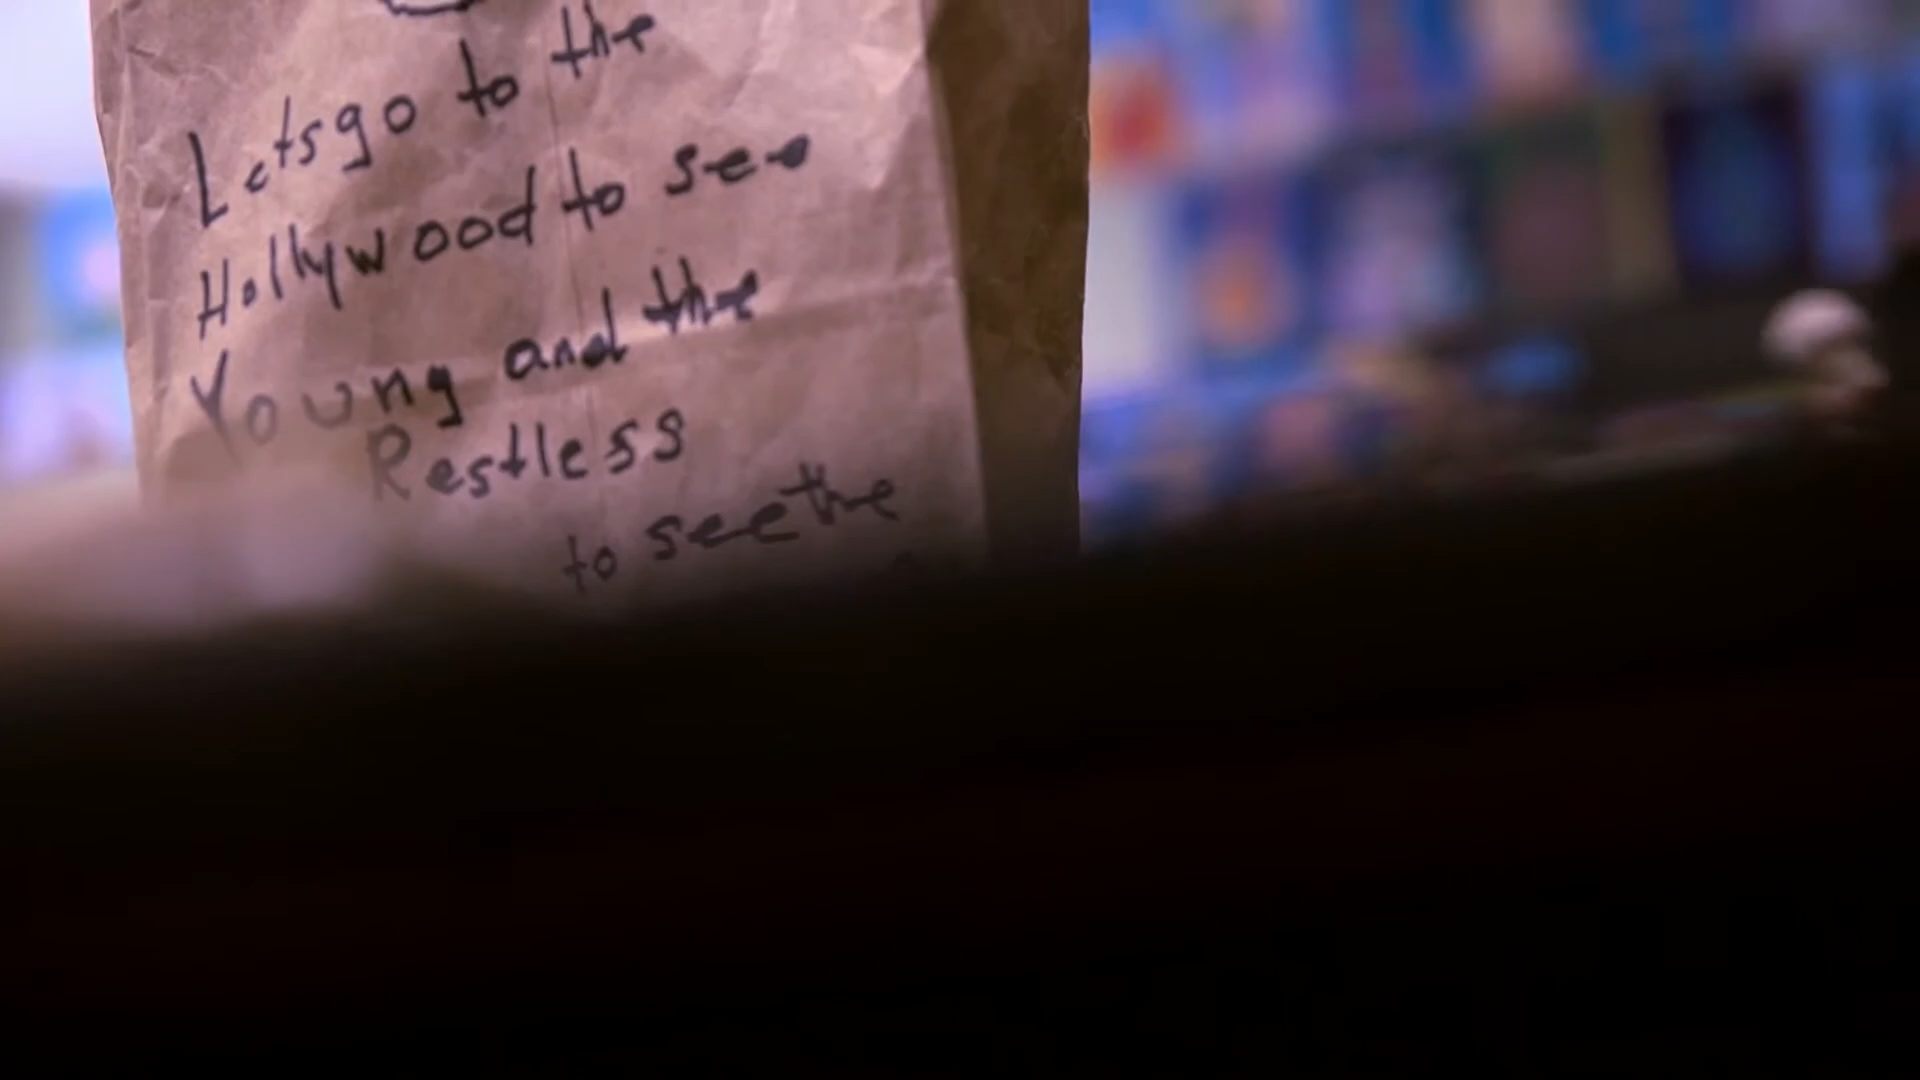 Letsgo to the
Hollywood to see
Young and the
Restless
to seethe